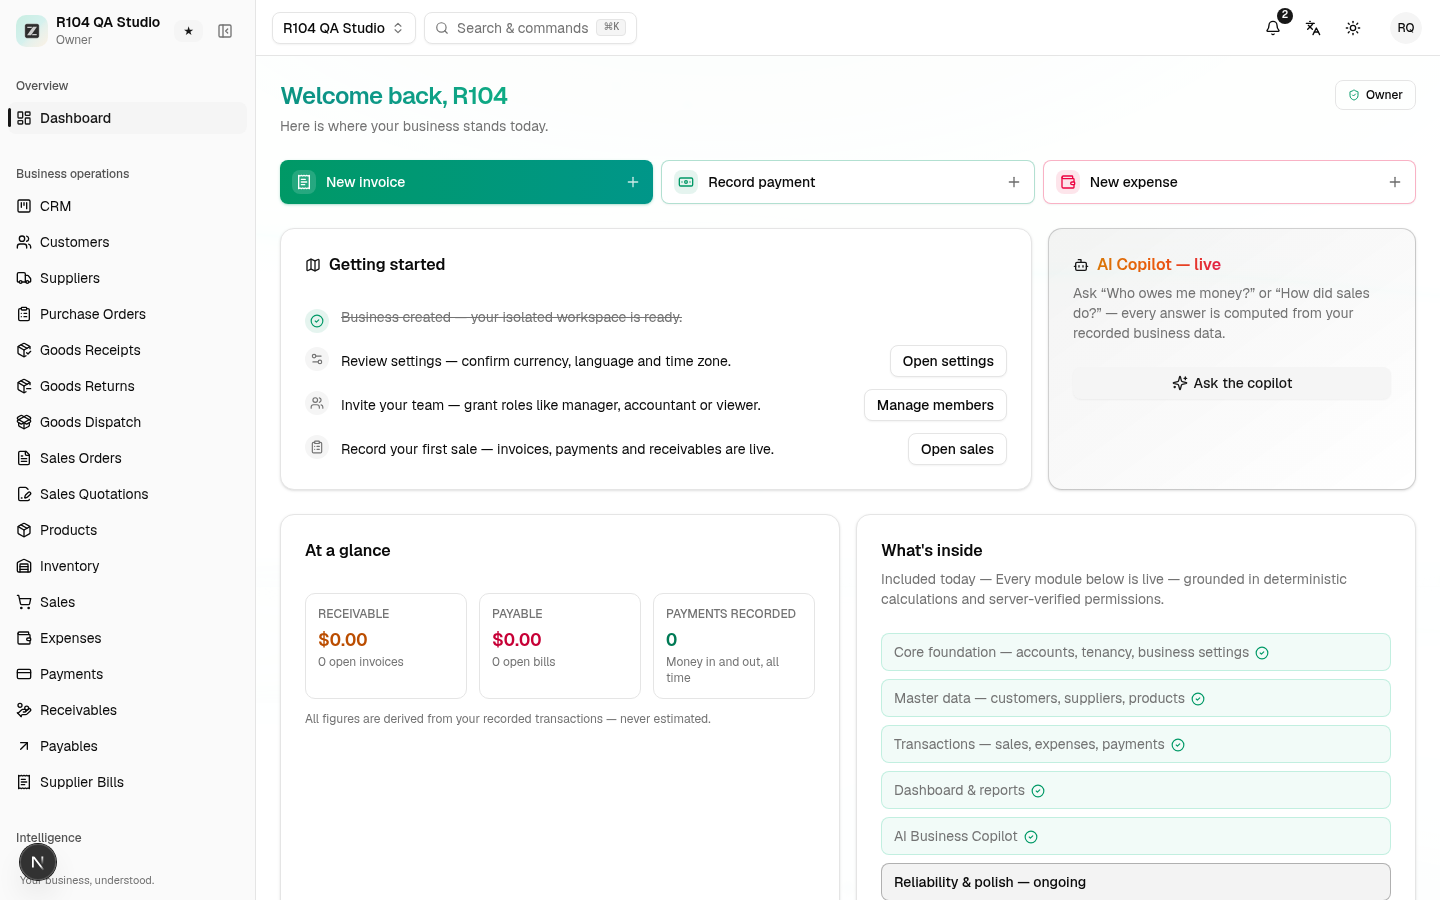 R104 QA Studio
Owner
R104 QA Studio
Search & commands
⌘K
2
RQ
Overview
Dashboard
Business operations
CRM
Customers
Suppliers
Purchase Orders
Goods Receipts
Goods Returns
Goods Dispatch
Sales Orders
Sales Quotations
Products
Inventory
Sales
Expenses
Payments
Receivables
Payables
Supplier Bills
Intelligence
N
Your business, understood.
Welcome back, R104
Owner
Here is where your business stands today.
New invoice
Record payment
New expense
Getting started
Business created — your isolated workspace is ready.
Review settings — confirm currency, language and time zone.
Open settings
Invite your team — grant roles like manager, accountant or viewer.
Manage members
Record your first sale — invoices, payments and receivables are live.
Open sales
AI Copilot — live
Ask “Who owes me money?” or “How did sales
do?” — every answer is computed from your
recorded business data.
Ask the copilot
At a glance
RECEIVABLE
$0.00
0 open invoices
PAYABLE
$0.00
0 open bills
PAYMENTS RECORDED
0
Money in and out, all
time
All figures are derived from your recorded transactions — never estimated.
What's inside
Included today — Every module below is live — grounded in deterministic
calculations and server-verified permissions.
Core foundation — accounts, tenancy, business settings
Master data — customers, suppliers, products
Transactions — sales, expenses, payments
Dashboard & reports
AI Business Copilot
Reliability & polish — ongoing